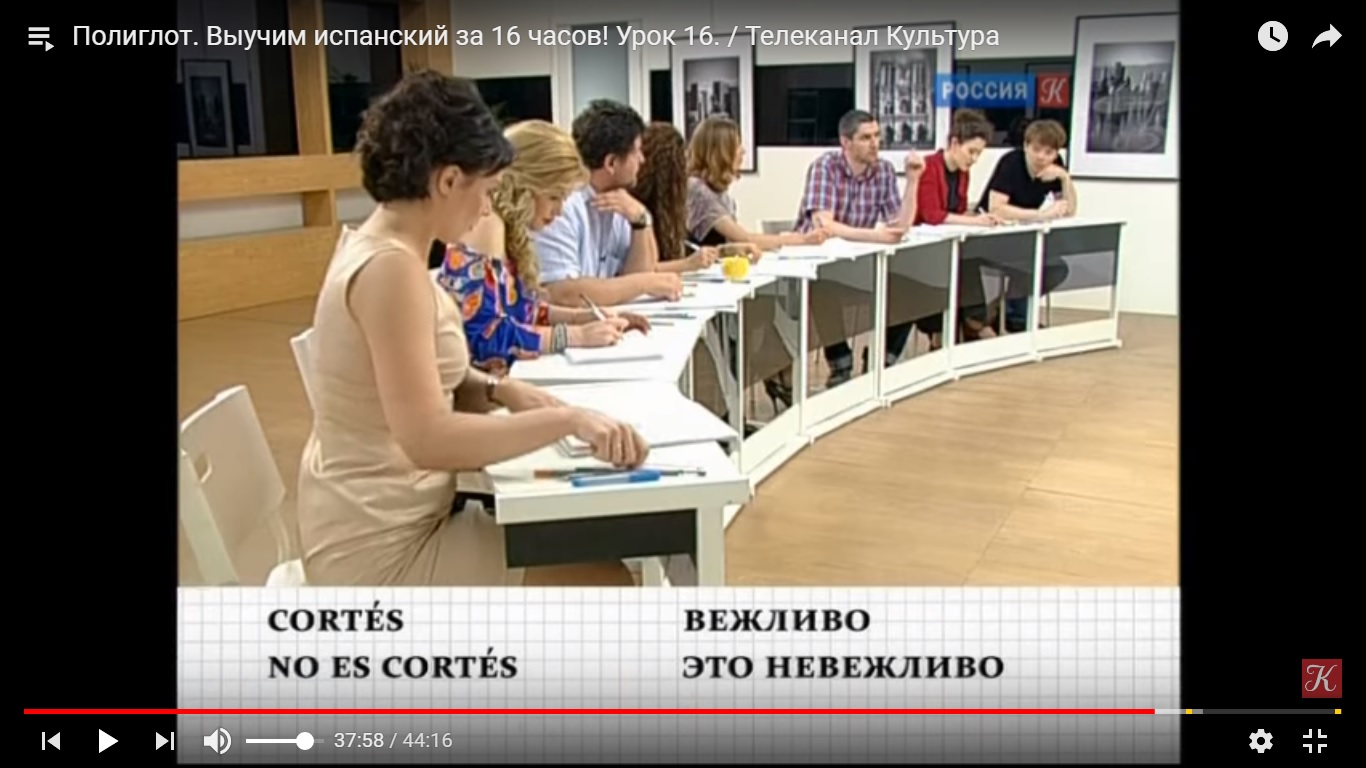 Полиглот. Выучим испанский за 16 часов! Урок 16. / Телеканал Культура
РОССИЯ К
CORTÉS ВЕЖЛИВО
NO ES CORTÉS ЭТО НЕВЕЖЛИВО
К
37:58 / 44:16